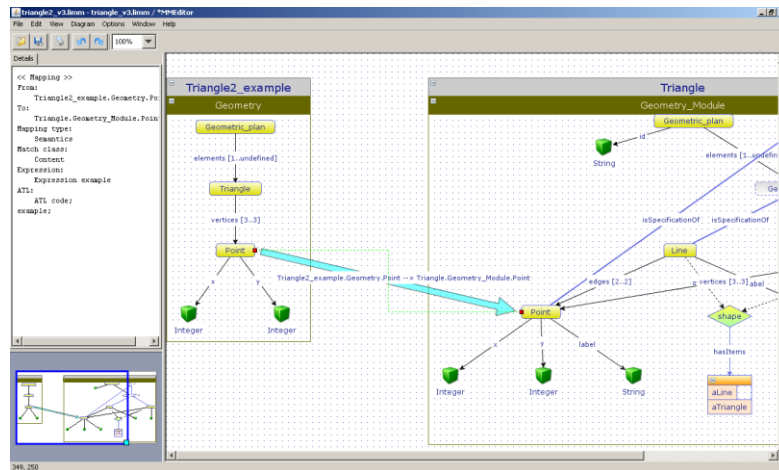 triangle2_v3.limm - triangle_v3.limm / *MMEditor
File Edit View Diagram Options Window Help
100%
Details
<< Mapping >>
From:
Triangle2_example.Geometry.Po
To:
Triangle.Geometry_Module.Poin
Mapping type:
Semantics
Match class:
Content
Expression:
Expression example
ATL:
ATL code;
example;
Triangle2_example
Geometry
Geometric_plan
elements [1..undefined]
Triangle
vertices [3..3]
Point
x
y
Integer
Integer
Triangle2_example.Geometry.Point --> Triangle.Geometry_Module.Point
Triangle
Geometry_Module
Geometric_plan
id
String
elements [1..undefin
Ge
isSpecificationOf
isSpecificationOf
Line
edges [2..2]
vertices [3..3]
abel
Point
shape
x
y
label
hasItems
Integer
Integer
String
aLine
aTriangle
349, 250